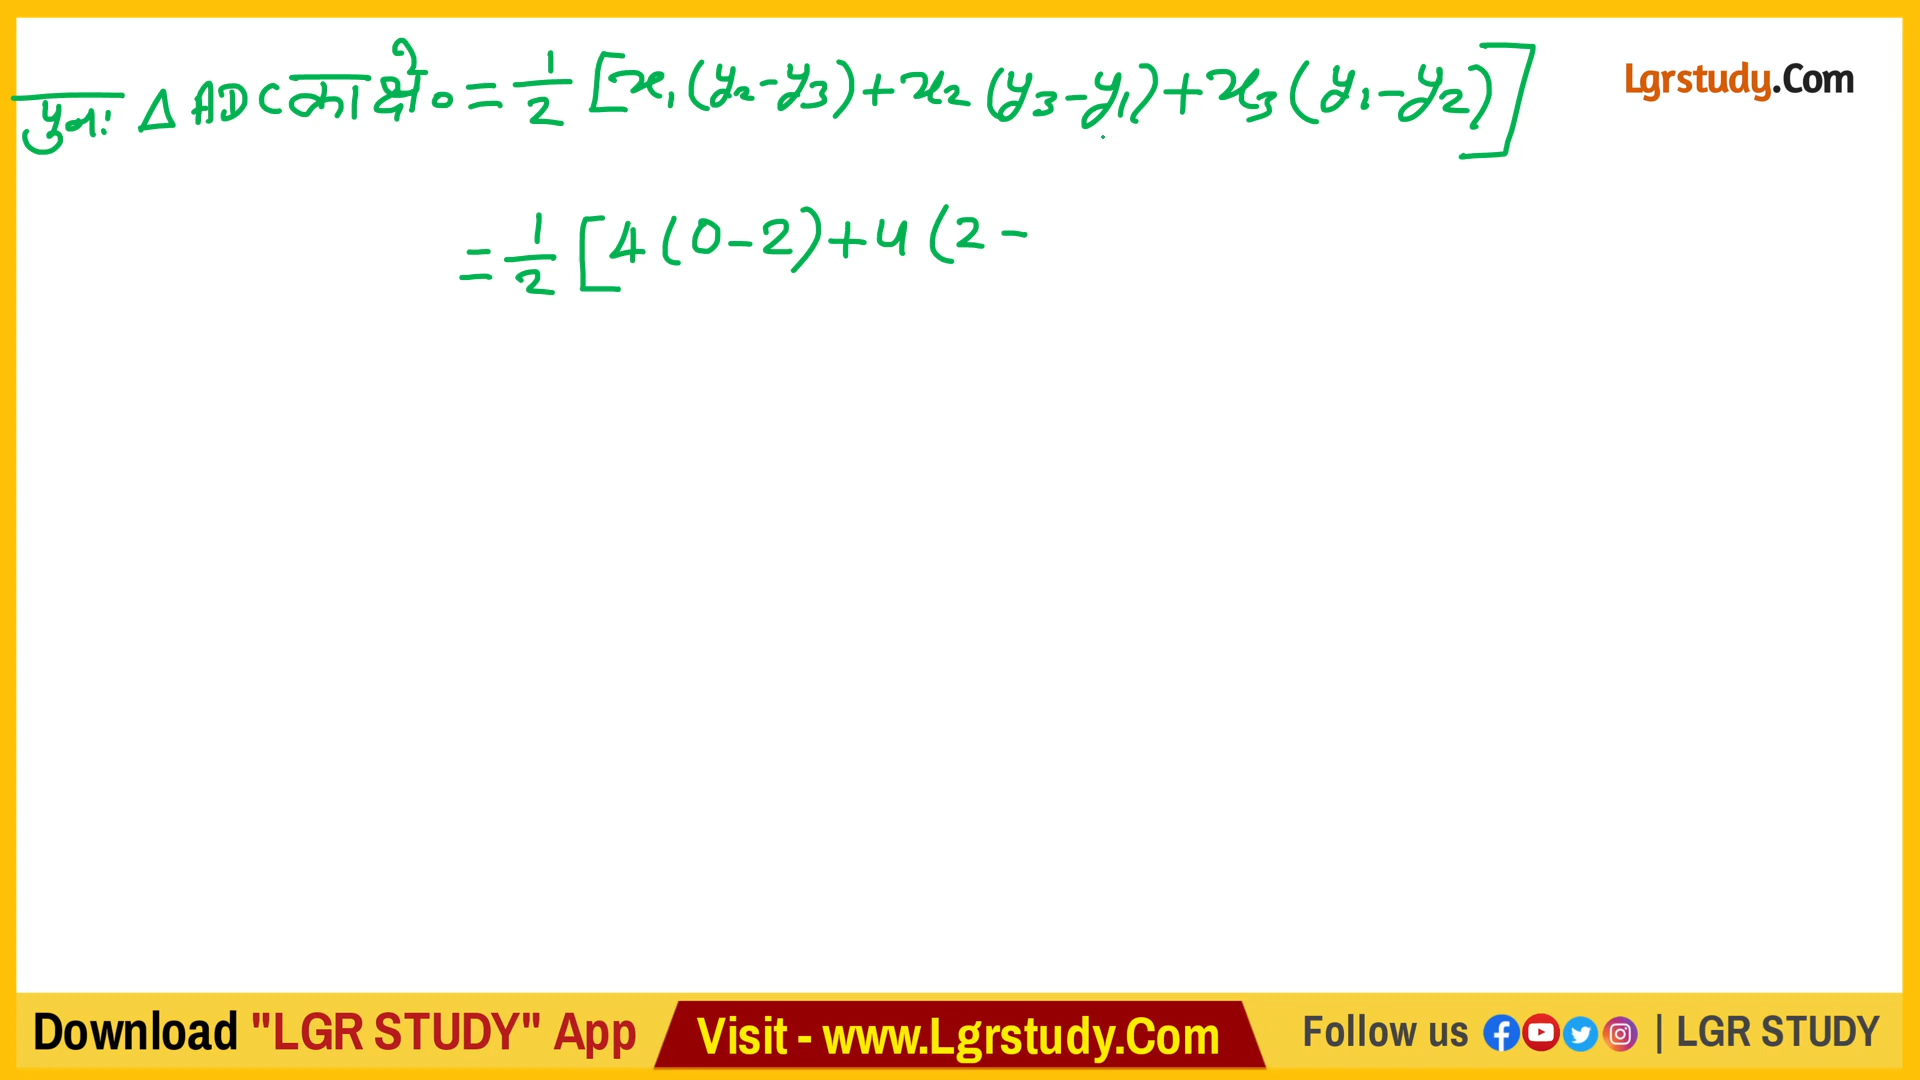 पुनः Δ ADC का क्षे० = 1/2 [x₁(y₂-y₃)+x₂(y₃-y₁)+x₃(y₁-y₂)]
Lgrstudy.Com
= 1/2 [4(0-2)+4(2-
Download "LGR STUDY" App
Visit - www.Lgrstudy.Com
Follow us | LGR STUDY